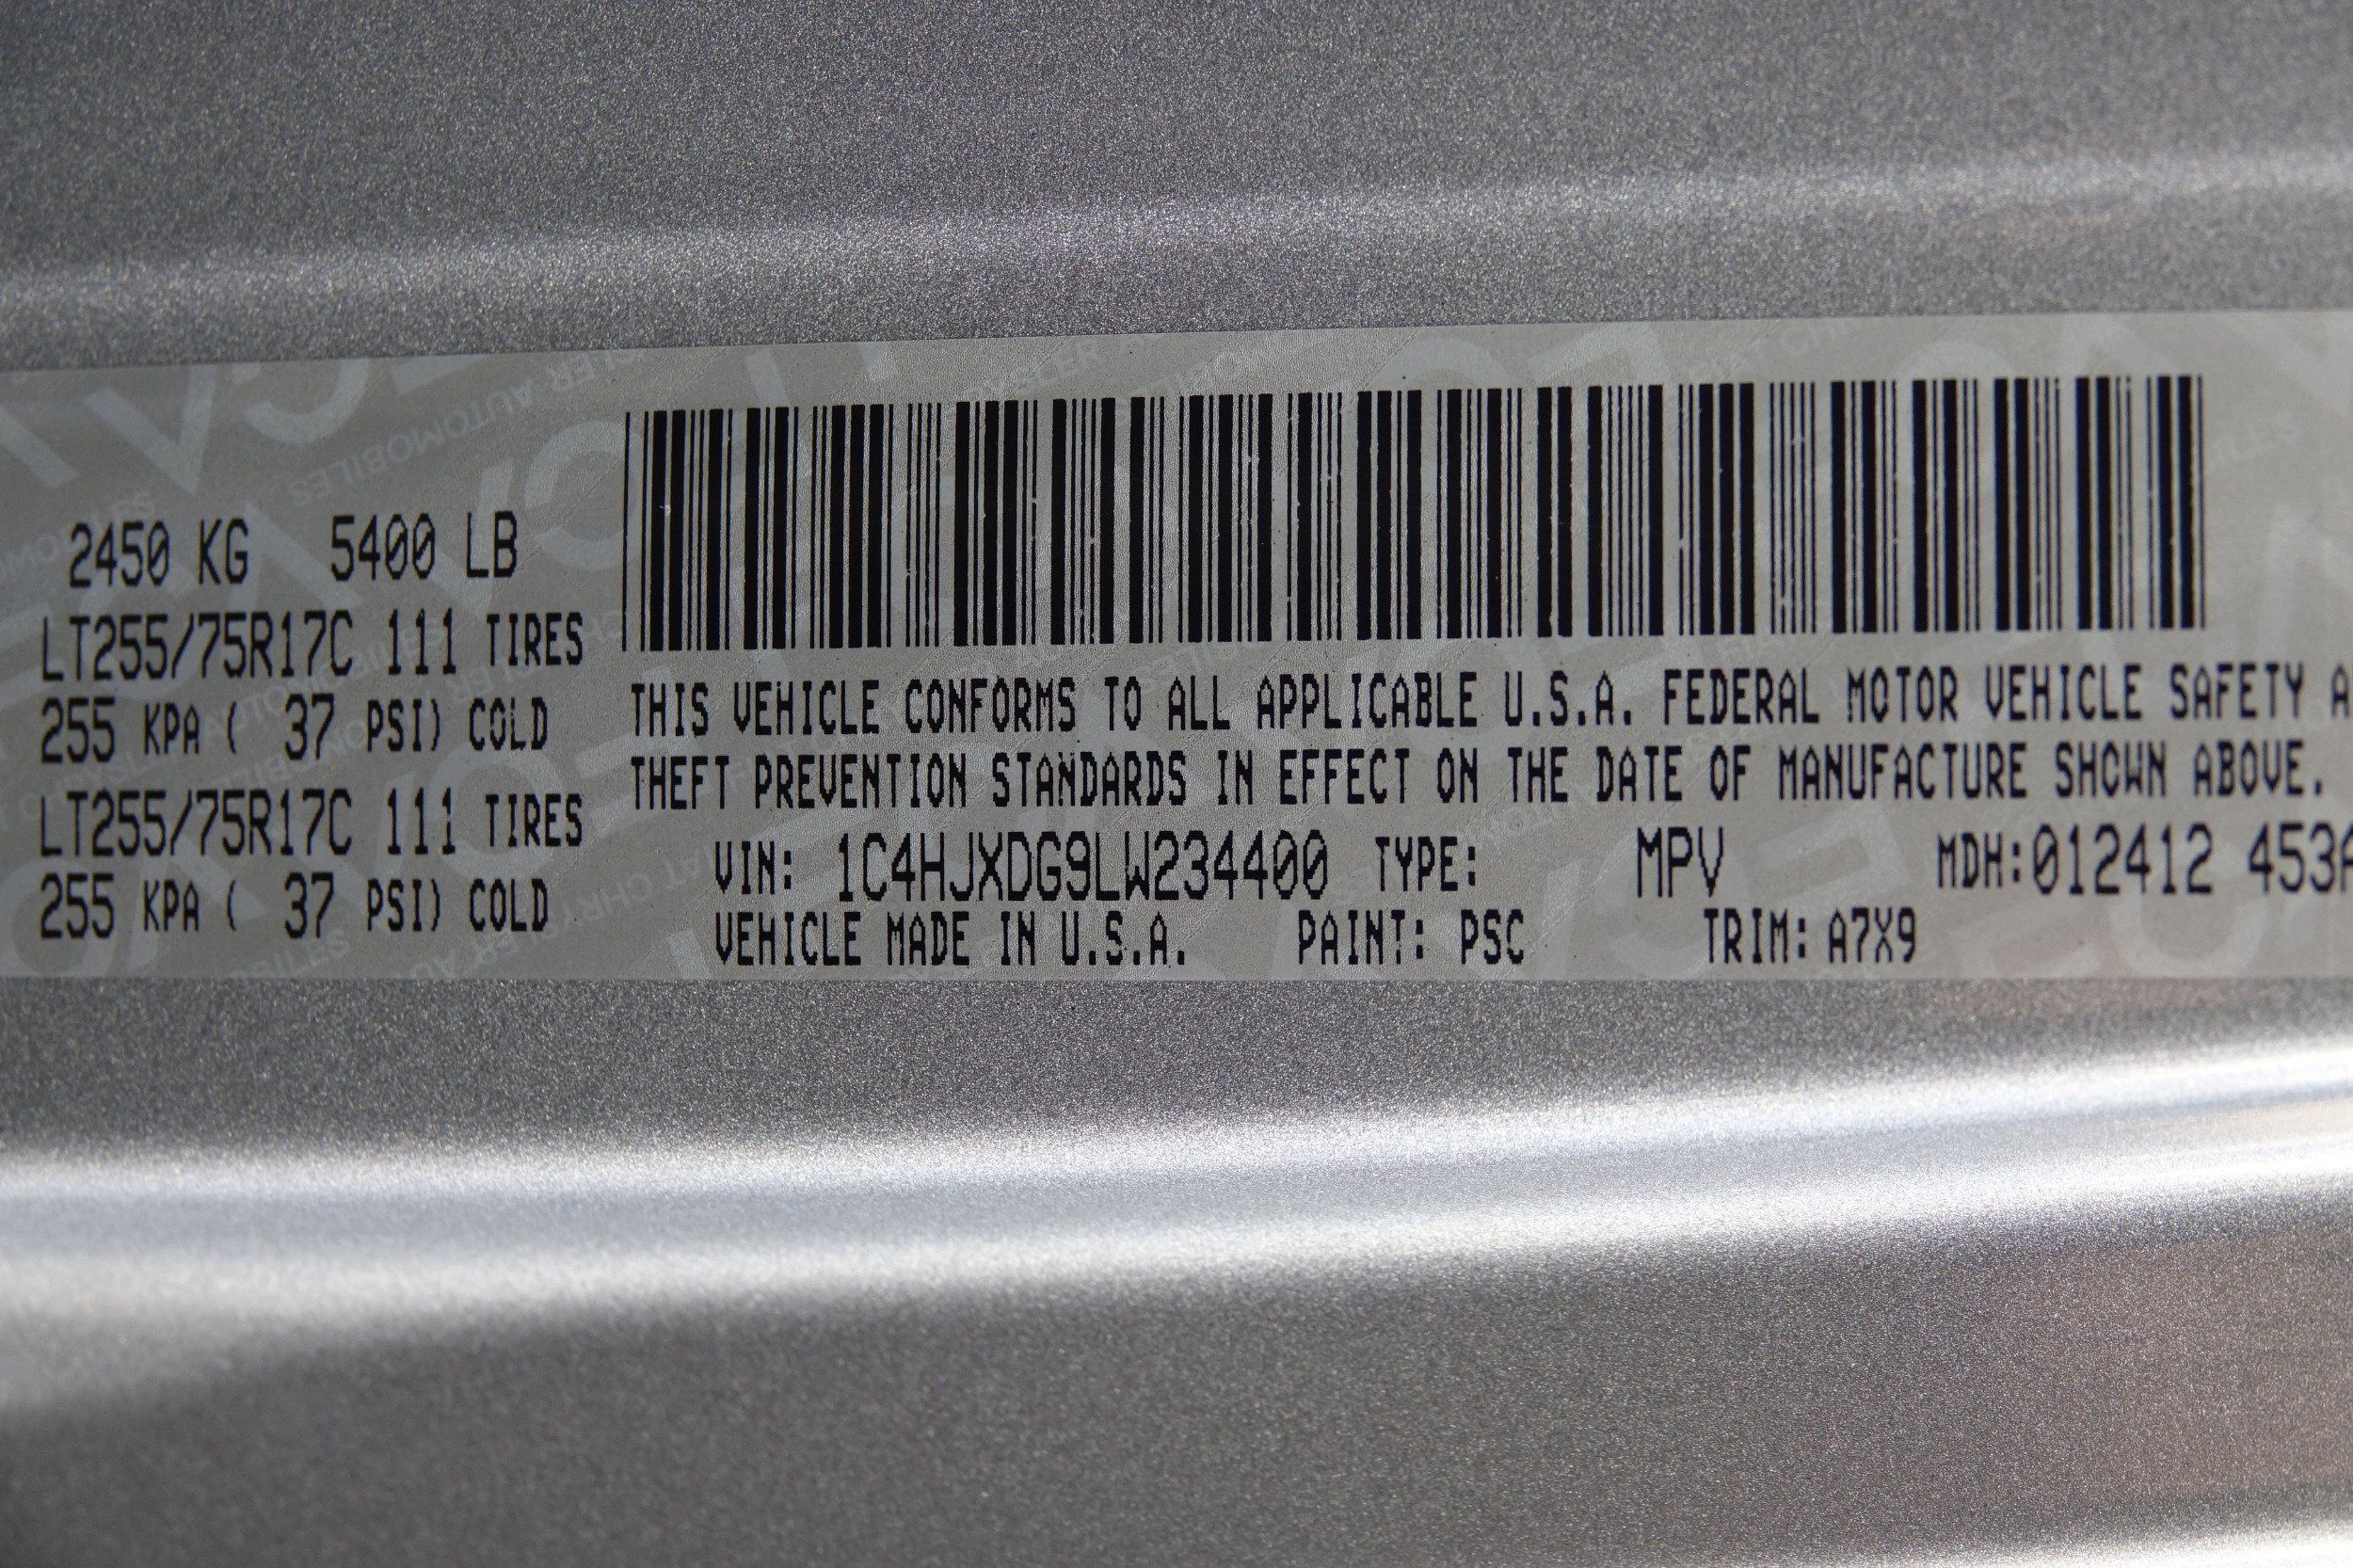 2450 KG 5400 LB
LT255/75R17C 111 TIRES
255 KPA ( 37 PSI) COLD
LT255/75R17C 111 TIRES
255 KPA ( 37 PSI) COLD
THIS VEHICLE CONFORMS TO ALL APPLICABLE U.S.A. FEDERAL MOTOR VEHICLE SAFETY A
THEFT PREVENTION STANDARDS IN EFFECT ON THE DATE OF MANUFACTURE SHOWN ABOVE.
VIN: 1C4HJXDG9LW234400 TYPE: MPV MDH:012412 453A
VEHICLE MADE IN U.S.A. PAINT: PSC TRIM: A7X9